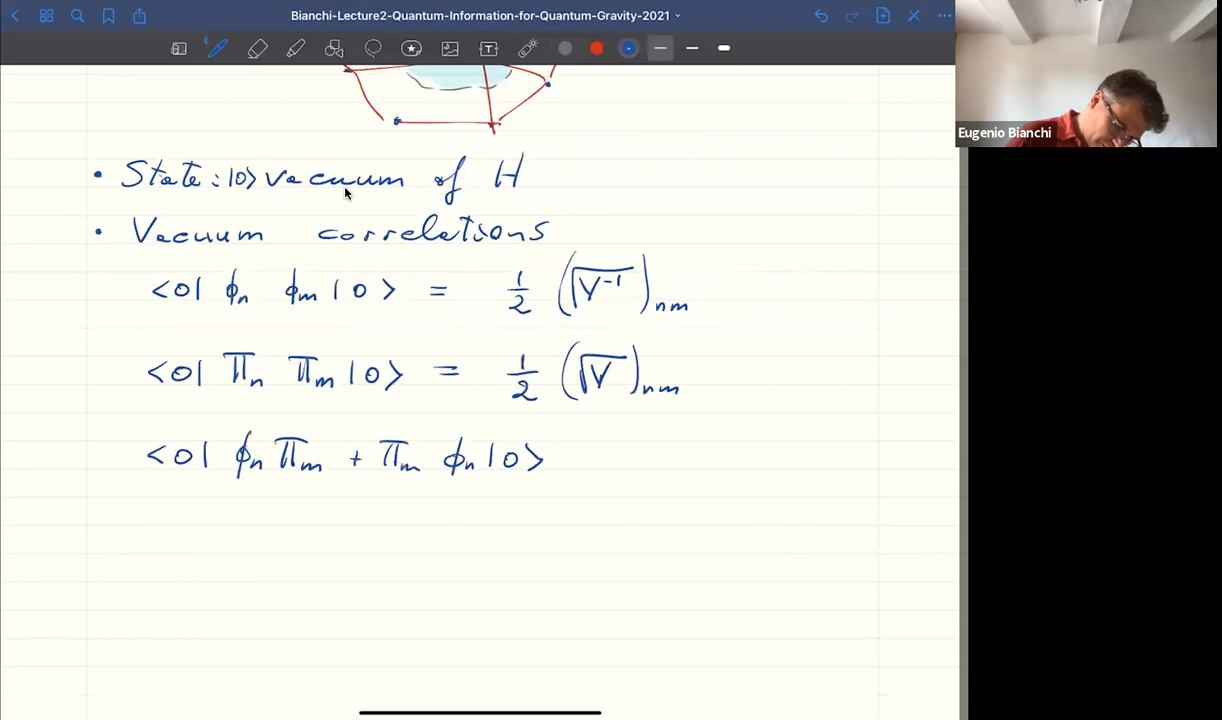 Bianchi-Lecture2-Quantum-Information-for-Quantum-Gravity-2021
Eugenio Bianchi
• State: |0> vacuum of H
• Vacuum correlations
<0| ϕₙ ϕₘ |0> = 1/2 (√V⁻¹)ₙₘ
<0| πₙ πₘ |0> = 1/2 (√V)ₙₘ
<0| ϕₙ πₘ + πₘ ϕₙ |0>